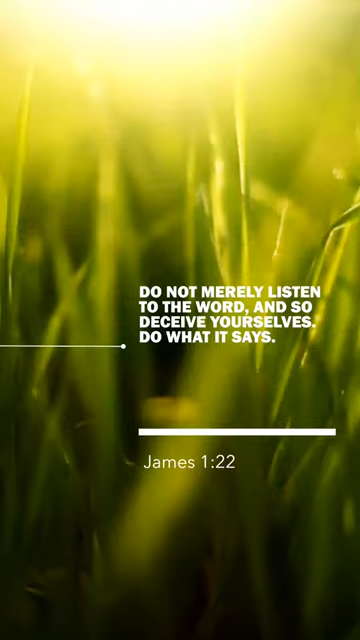 DO NOT MERELY LISTEN
TO THE WORD, AND SO
DECEIVE YOURSELVES.
DO WHAT IT SAYS.
James 1:22